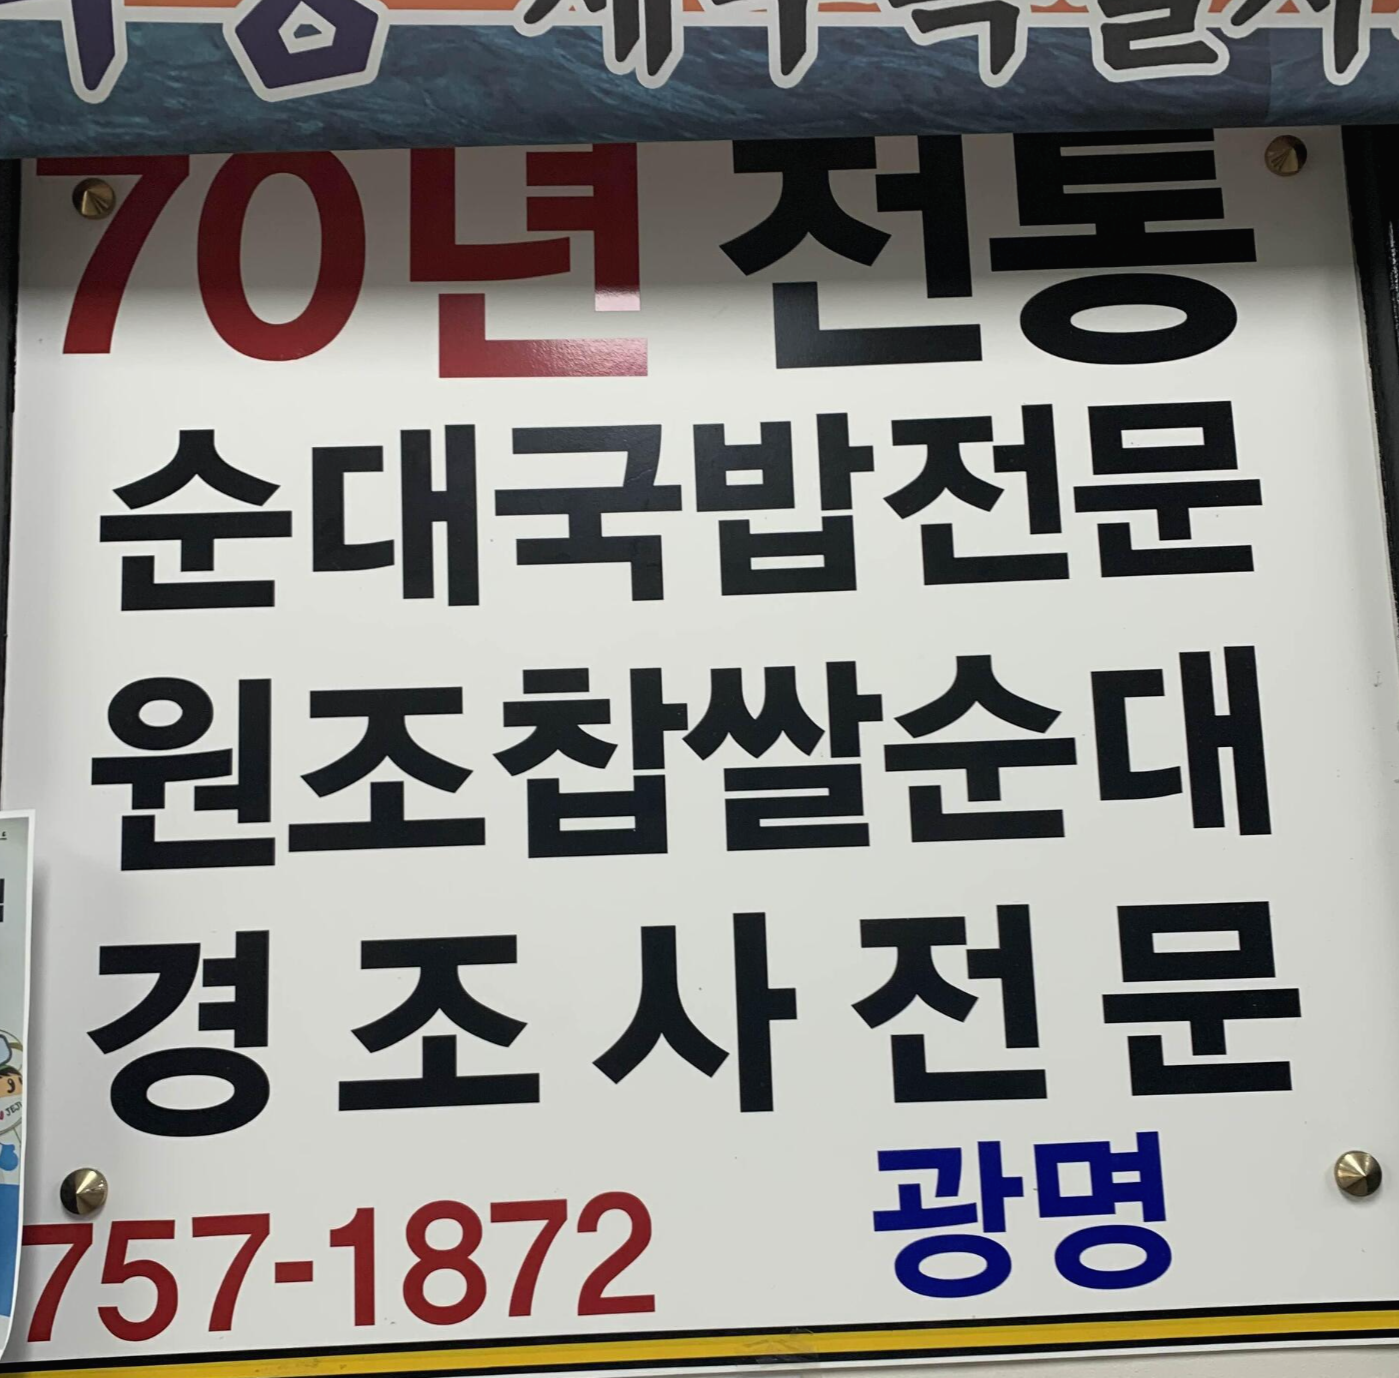 70년 전통
순대국밥전문
원조찹쌀순대
경조사전문
광명
757-1872